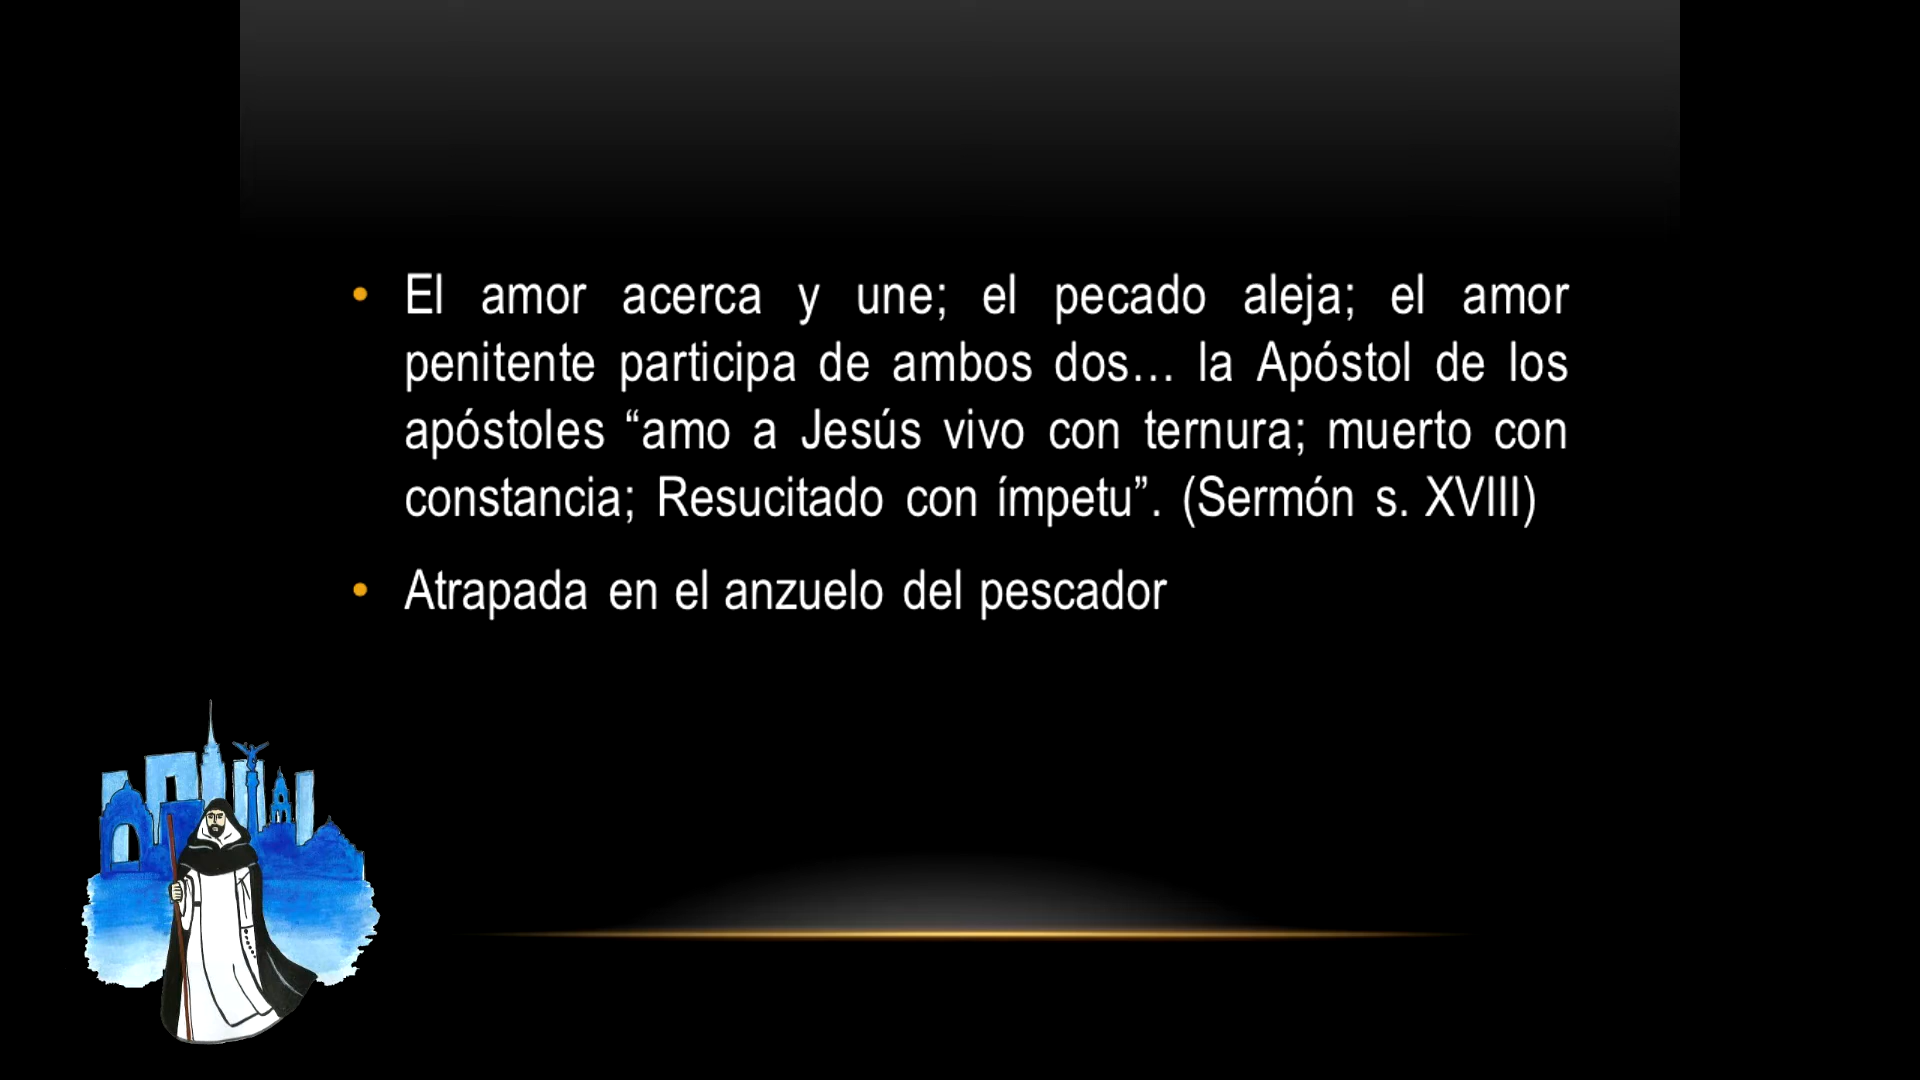 • El amor acerca y une; el pecado aleja; el amor
penitente participa de ambos dos… la Apóstol de los
apóstoles “amo a Jesús vivo con ternura; muerto con
constancia; Resucitado con ímpetu”. (Sermón s. XVIII)
• Atrapada en el anzuelo del pescador